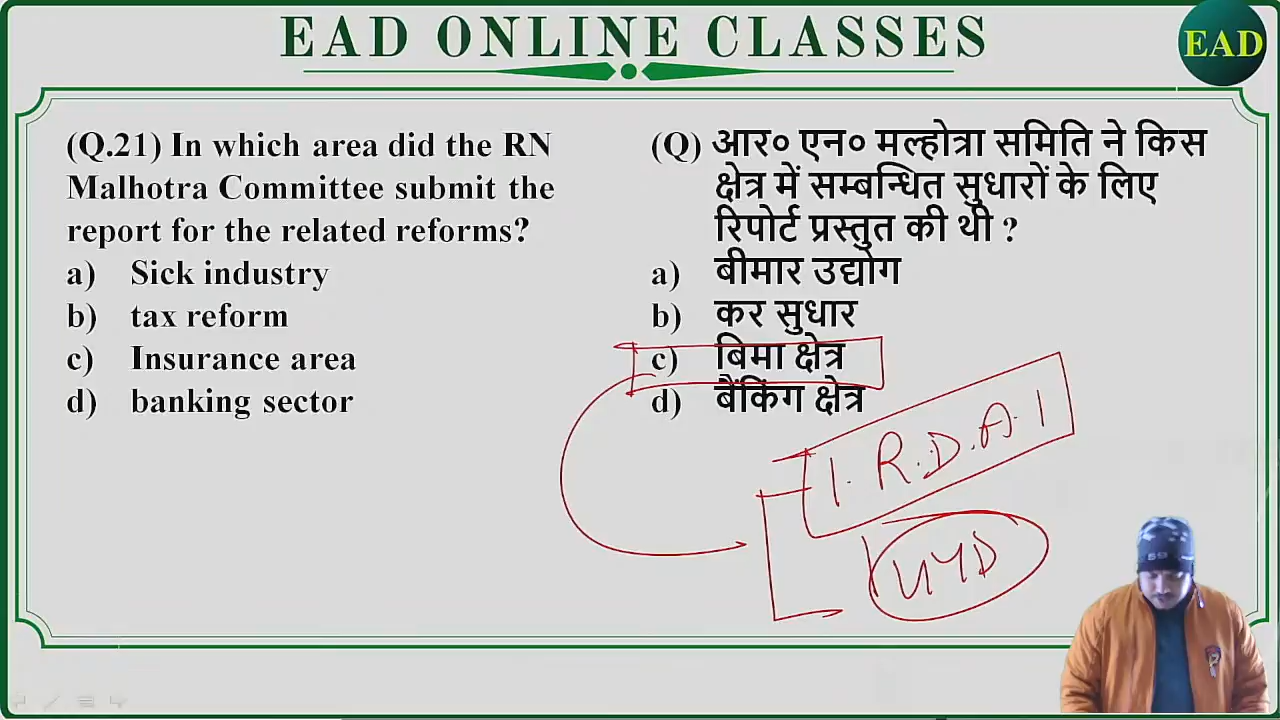 EAD ONLINE CLASSES
EAD
(Q.21) In which area did the RN
Malhotra Committee submit the
report for the related reforms?
a) Sick industry
b) tax reform
c) Insurance area
d) banking sector
(Q) आर० एन० मल्होत्रा समिति ने किस
क्षेत्र में सम्बन्धित सुधारों के लिए
रिपोर्ट प्रस्तुत की थी ?
a) बीमार उद्योग
b) कर सुधार
c) बिमा क्षेत्र
d) बैंकिंग क्षेत्र
I.R.D.A.I
59